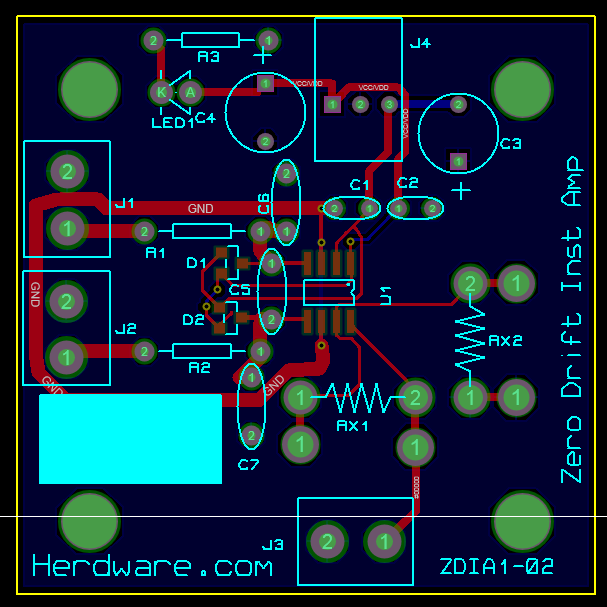 2
1
R3
J4
K
A
LED1
C4
1
2
VCC/VDD
VCC/VDD
VCC/VDD
1
2
3
2
1
C3
2
1
J1
GND
C6
2
1
C1
2
1
C2
1
2
2
R1
1
D1
C5
1
2
D2
U1
GND
2
1
J2
2
R2
1
GND
GND
1
2
C7
1
1
2
1
RX1
2
1
1
1
RX2
Zero Drift Inst Amp
J3
2
1
Herdware.com
ZDIA1-02